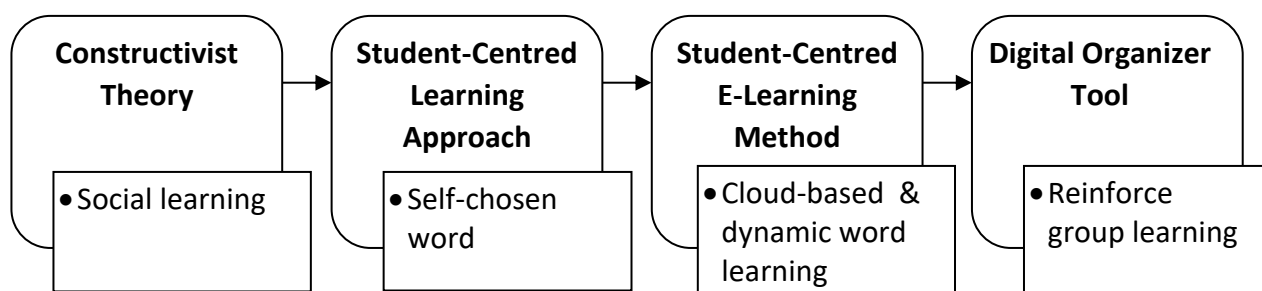 Constructivist
Theory
• Social learning
Student-Centred
Learning
Approach
• Self-chosen
word
Student-Centred
E-Learning
Method
• Cloud-based &
dynamic word
learning
Digital Organizer
Tool
• Reinforce
group learning